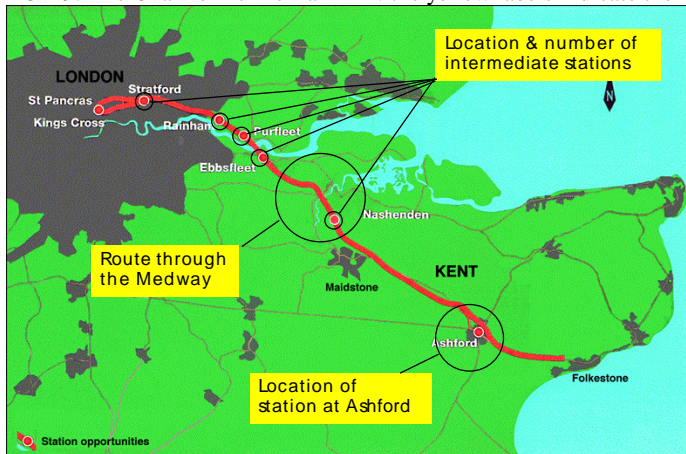 Location & number of
intermediate stations
LONDON
Stratford
St Pancras
Kings Cross
Rainhan
Purfleet
Ebbsfleet
N
Nashenden
Route through
the Medway
Maidstone
KENT
Ashford
Folkestone
Location of
station at Ashford
Station opportunities